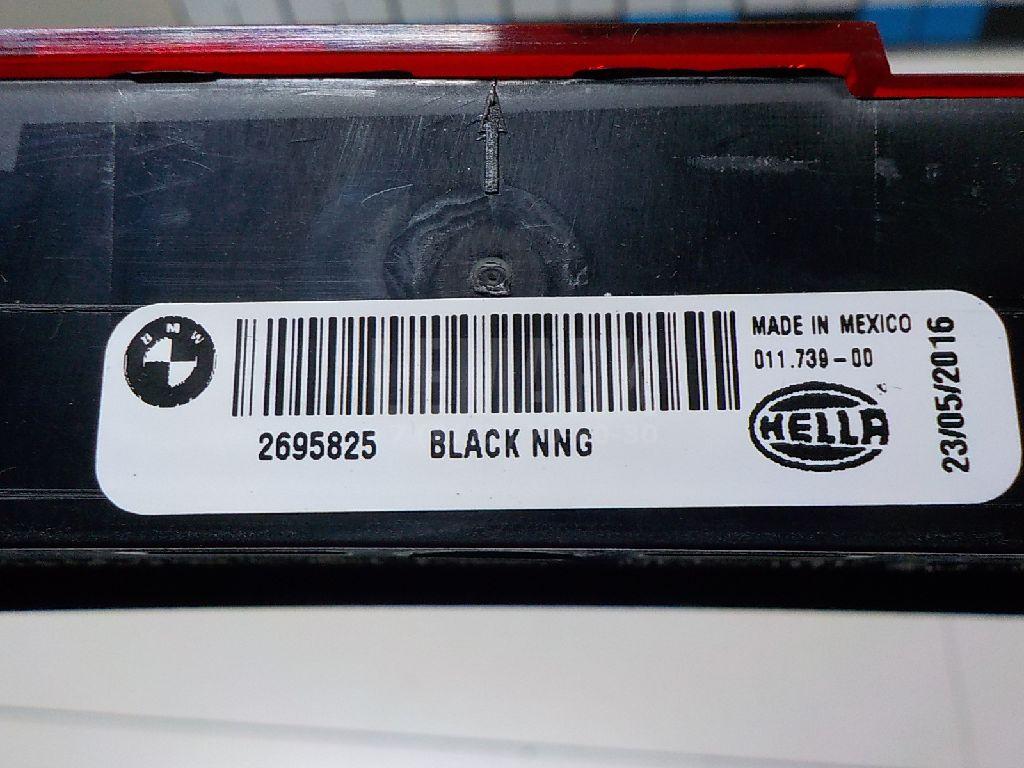 BMW
MADE IN MEXICO
011.739-00
HELLA
2695825 BLACK NNG
23/05/2016